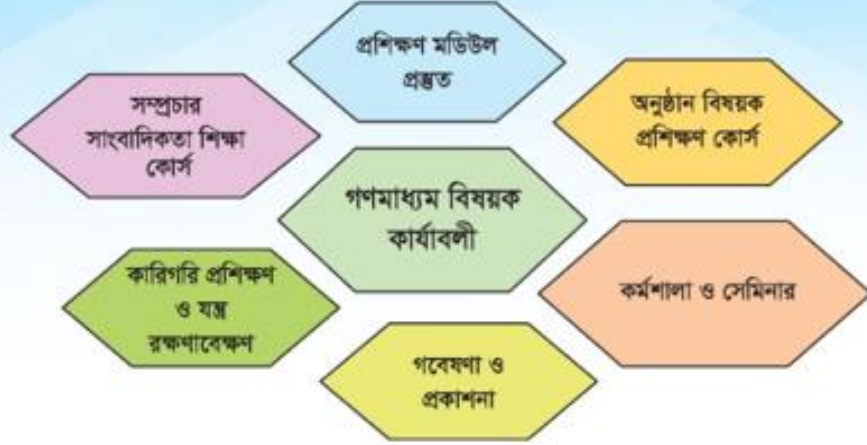 প্রশিক্ষণ মডিউল
প্রস্তুত
সম্প্রচার
সাংবাদিকতা শিক্ষা
কোর্স
অনুষ্ঠান বিষয়ক
প্রশিক্ষণ কোর্স
গণমাধ্যম বিষয়ক
কার্যাবলী
কারিগরি প্রশিক্ষণ
ও যন্ত্র
রক্ষণাবেক্ষণ
কর্মশালা ও সেমিনার
গবেষণা ও
প্রকাশনা